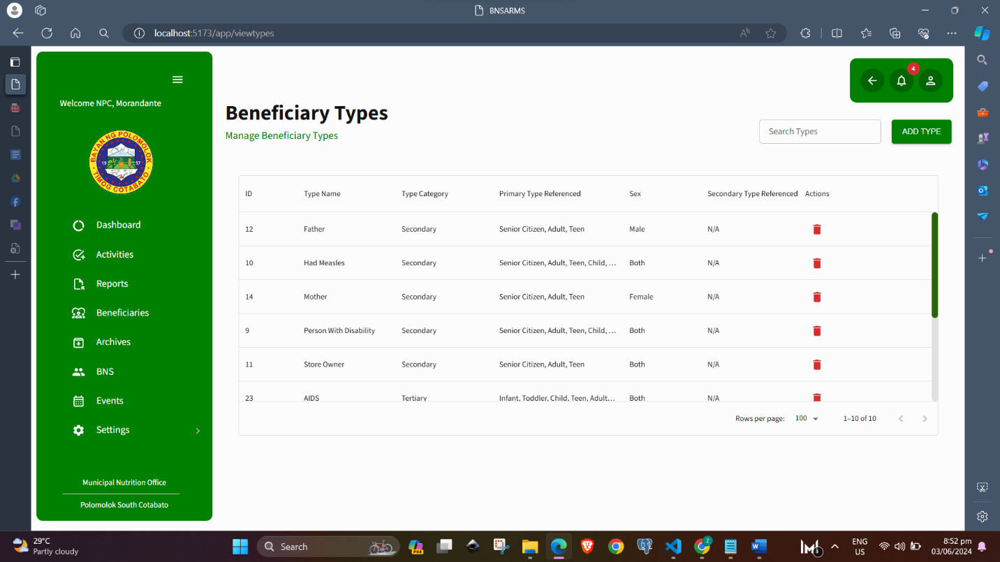 BNSARMS
localhost:5173/app/viewtypes
4
Welcome NPC, Morandante
BAYAN NG POLOMOLOK
19 57
TIMOG COTABATO
Dashboard
Activities
Reports
Beneficiaries
Archives
BNS
Events
Settings
Municipal Nutrition Office
Polomolok South Cotabato
Beneficiary Types
Manage Beneficiary Types
Search Types
ADD TYPE
ID Type Name Type Category Primary Type Referenced Sex Secondary Type Referenced Actions
12 Father Secondary Senior Citizen, Adult, Teen Male N/A
10 Had Measles Secondary Senior Citizen, Adult, Teen, Child, ... Both N/A
14 Mother Secondary Senior Citizen, Adult, Teen Female N/A
9 Person With Disability Secondary Senior Citizen, Adult, Teen, Child, ... Both N/A
11 Store Owner Secondary Senior Citizen, Adult, Teen Both N/A
23 AIDS Tertiary Infant, Toddler, Child, Teen, Adult... Both N/A
Rows per page: 100 1–10 of 10
29°C
Partly cloudy
Search
PRE
Z
ENG
US
8:52 pm
03/06/2024